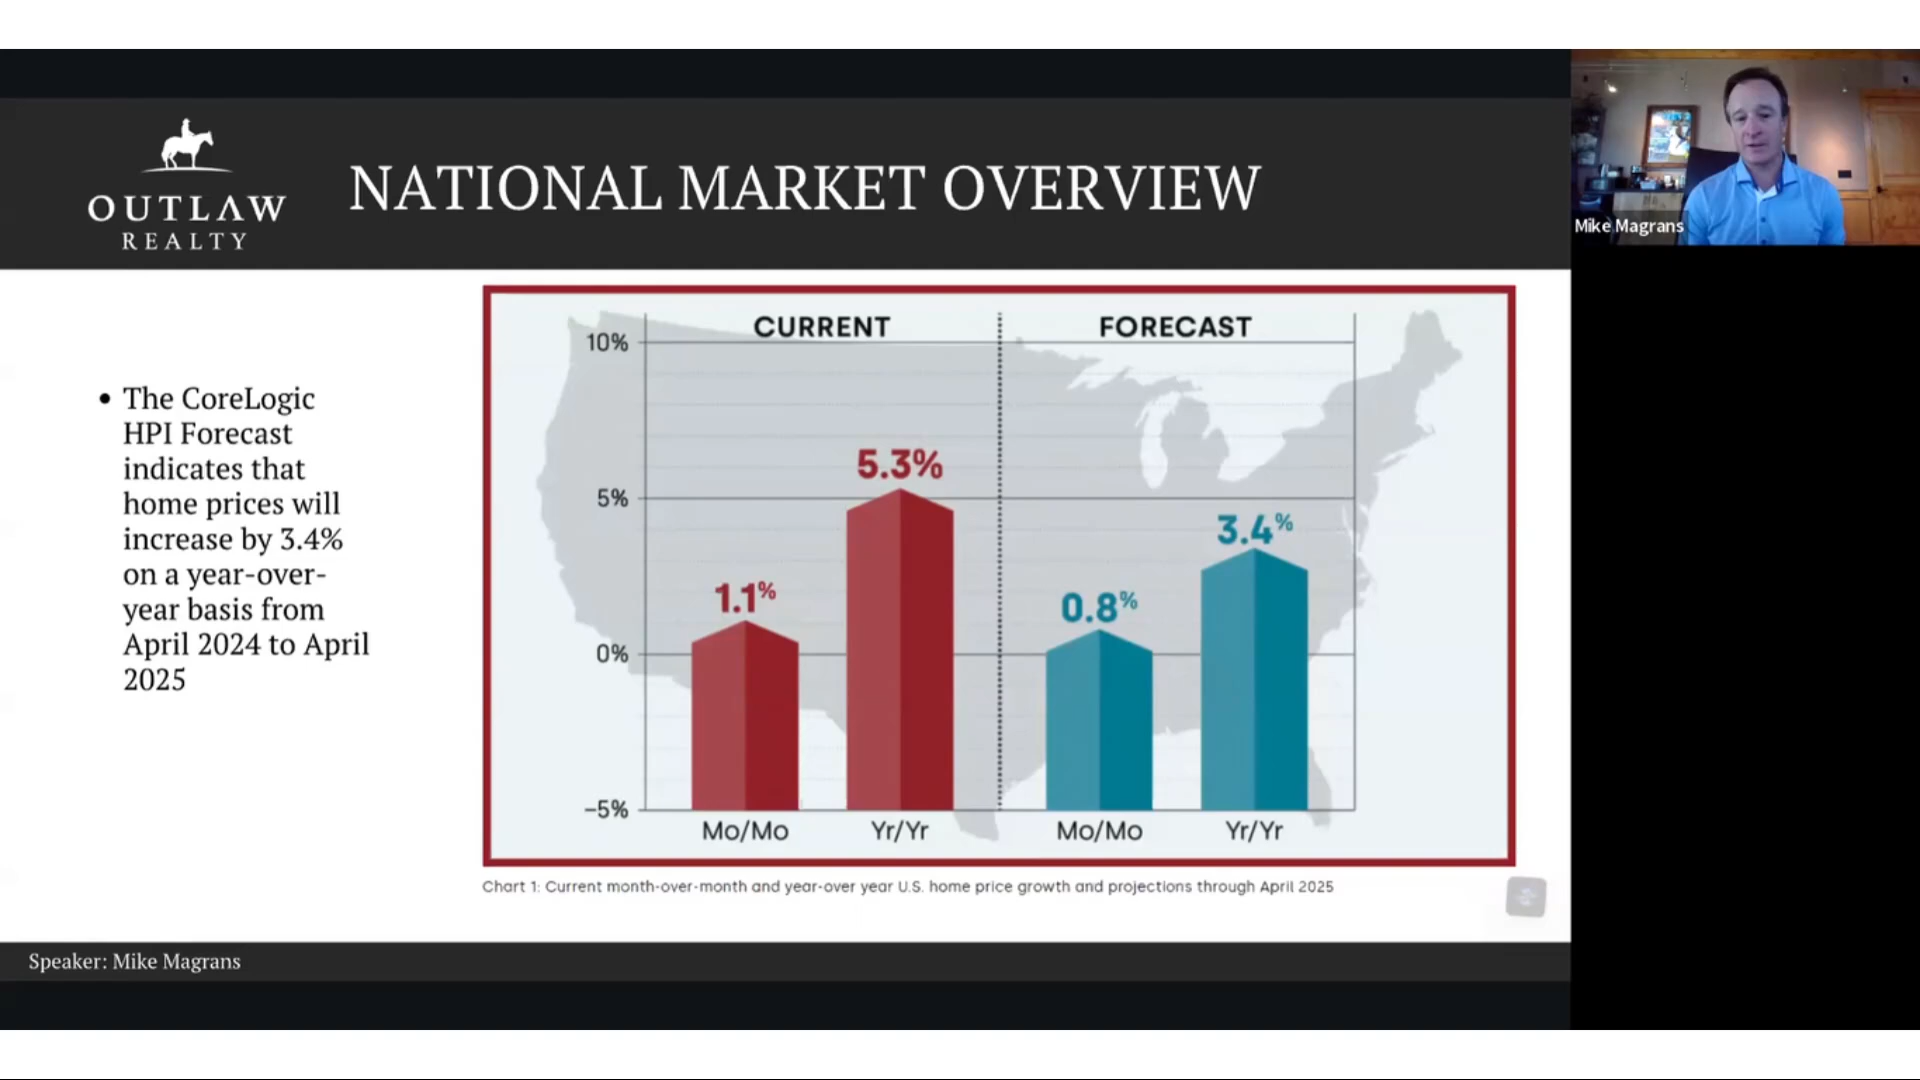 OUTLAW
REALTY
NATIONAL MARKET OVERVIEW
Mike Magrans
• The CoreLogic
HPI Forecast
indicates that
home prices will
increase by 3.4%
on a year-over-
year basis from
April 2024 to April
2025
CURRENT
FORECAST
10%
5%
0%
–5%
1.1%
5.3%
0.8%
3.4%
Mo/Mo
Yr/Yr
Mo/Mo
Yr/Yr
Chart 1: Current month-over-month and year-over year U.S. home price growth and projections through April 2025
Speaker: Mike Magrans